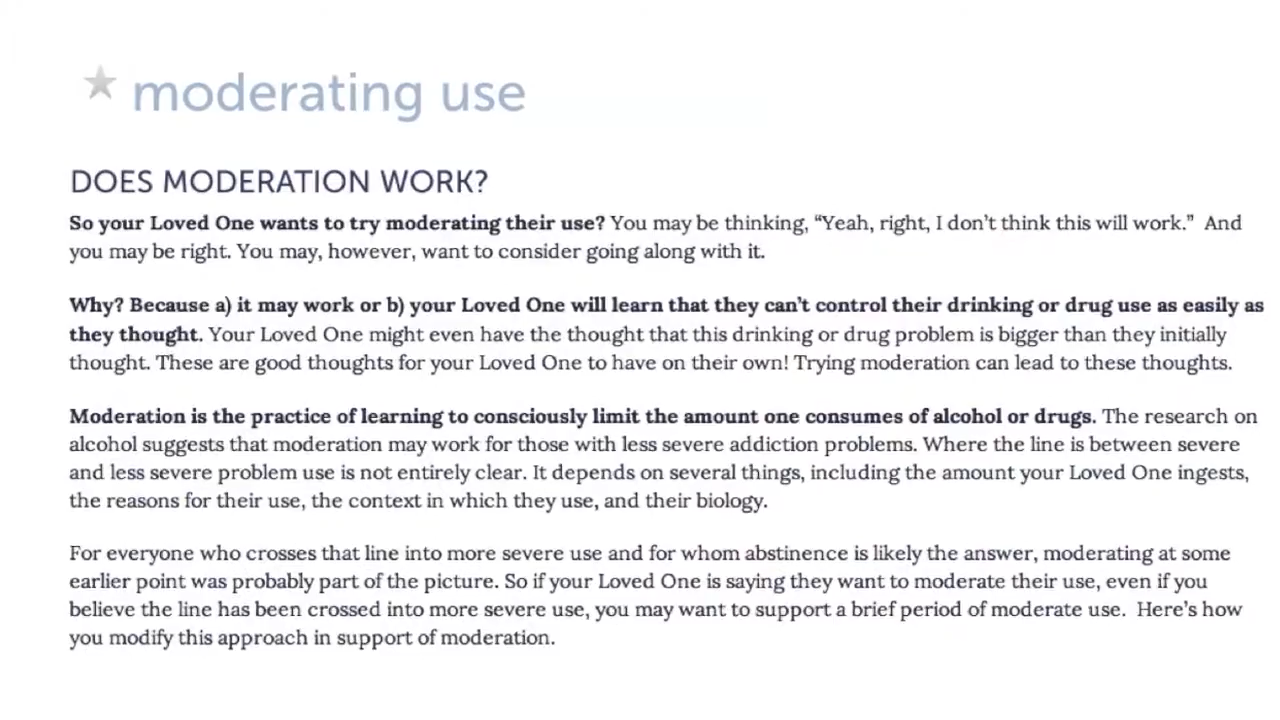 moderating use
DOES MODERATION WORK?
So your Loved One wants to try moderating their use? You may be thinking, “Yeah, right, I don’t think this will work.” And
you may be right. You may, however, want to consider going along with it.
Why? Because a) it may work or b) your Loved One will learn that they can’t control their drinking or drug use as easily as
they thought. Your Loved One might even have the thought that this drinking or drug problem is bigger than they initially
thought. These are good thoughts for your Loved One to have on their own! Trying moderation can lead to these thoughts.
Moderation is the practice of learning to consciously limit the amount one consumes of alcohol or drugs. The research on
alcohol suggests that moderation may work for those with less severe addiction problems. Where the line is between severe
and less severe problem use is not entirely clear. It depends on several things, including the amount your Loved One ingests,
the reasons for their use, the context in which they use, and their biology.
For everyone who crosses that line into more severe use and for whom abstinence is likely the answer, moderating at some
earlier point was probably part of the picture. So if your Loved One is saying they want to moderate their use, even if you
believe the line has been crossed into more severe use, you may want to support a brief period of moderate use. Here’s how
you modify this approach in support of moderation.